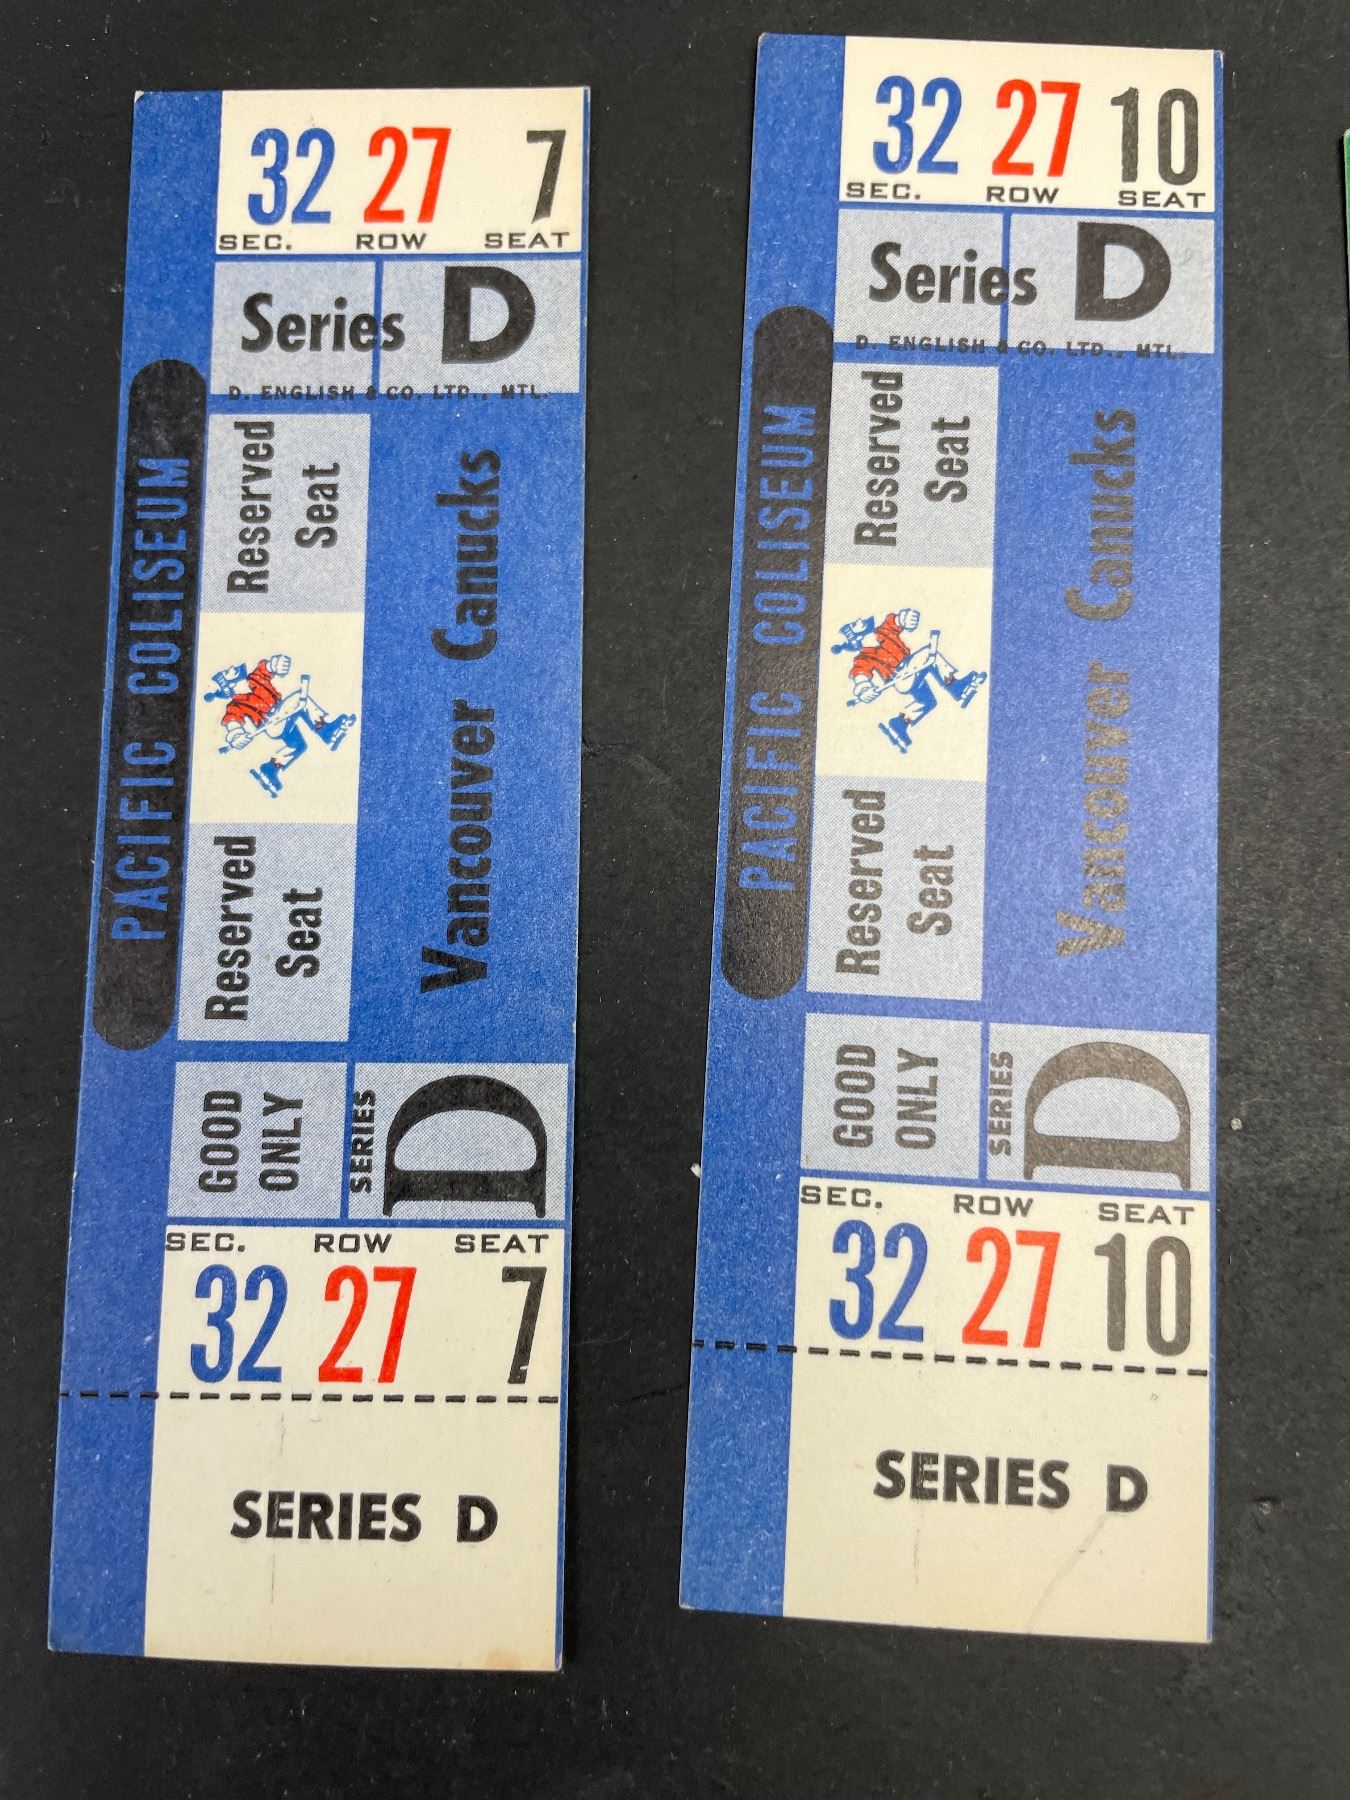 32 27 7
SEC. ROW SEAT
Series D
D. ENGLISH & CO. LTD., MTL.
PACIFIC COLISEUM
Reserved
Seat
Reserved
Seat
Vancouver Canucks
GOOD
ONLY
SERIES
D
SEC. ROW SEAT
32 27 7
SERIES D
32 27 10
SEC. ROW SEAT
Series D
D. ENGLISH & CO. LTD., MTL.
PACIFIC COLISEUM
Reserved
Seat
Reserved
Seat
Vancouver Canucks
GOOD
ONLY
SERIES
D
SEC. ROW SEAT
32 27 10
SERIES D